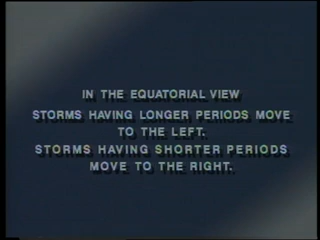 IN THE EQUATORIAL VIEW
STORMS HAVING LONGER PERIODS MOVE
TO THE LEFT.
STORMS HAVING SHORTER PERIODS
MOVE TO THE RIGHT.